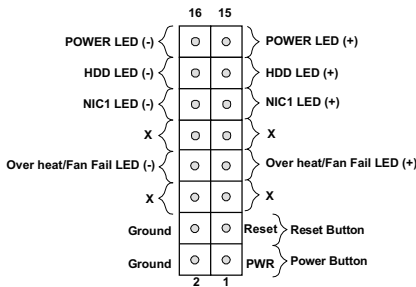 16 15
POWER LED (-) POWER LED (+)
HDD LED (-) HDD LED (+)
NIC1 LED (-) NIC1 LED (+)
X X
Over heat/Fan Fail LED (-) Over heat/Fan Fail LED (+)
X X
Ground Reset Reset Button
Ground PWR Power Button
2 1